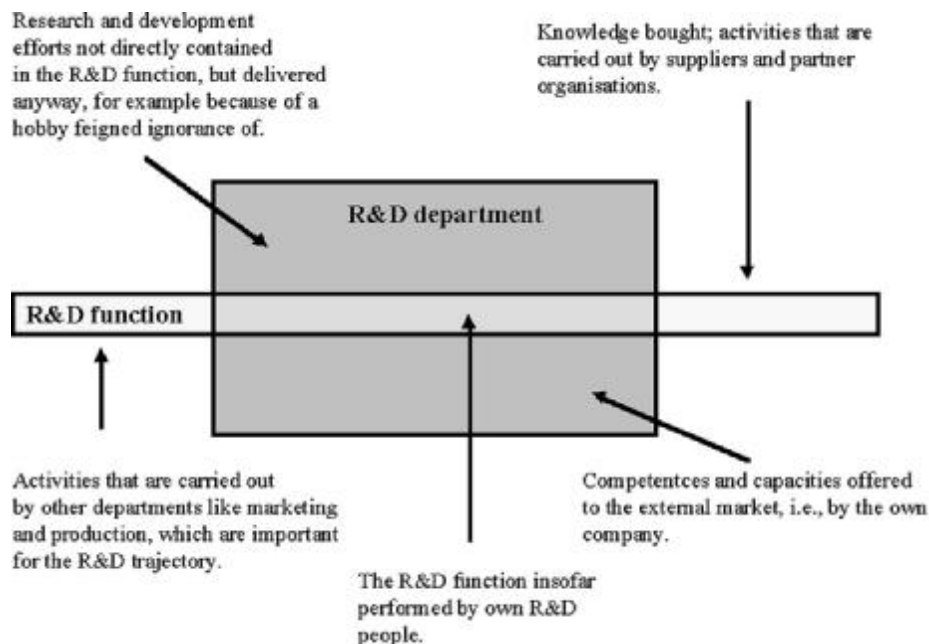 Research and development
efforts not directly contained
in the R&D function, but delivered
anyway, for example because of a
hobby feigned ignorance of.
Knowledge bought; activities that are
carried out by suppliers and partner
organisations.
R&D department
R&D function
Activities that are carried out
by other departments like marketing
and production, which are important
for the R&D trajectory.
Competentces and capacities offered
to the external market, i.e., by the own
company.
The R&D function insofar
performed by own R&D
people.